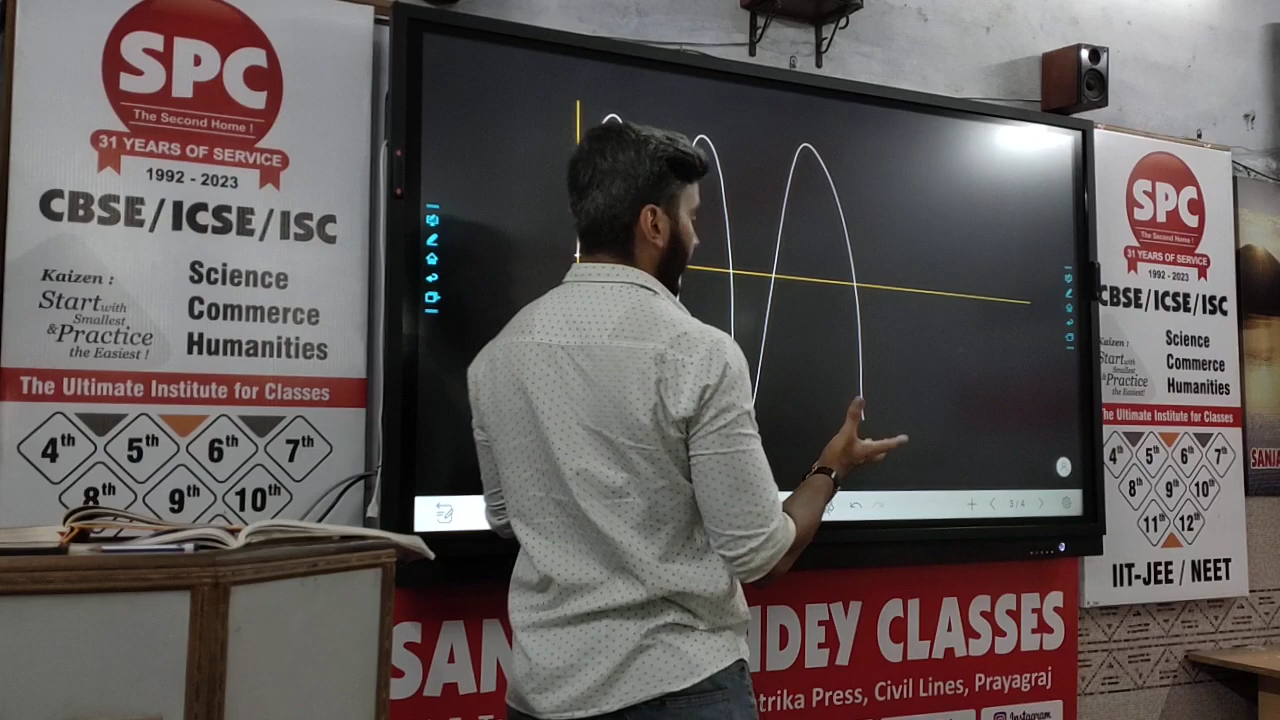 SPC
The Second Home !
31 YEARS OF SERVICE
1992 - 2023
CBSE/ICSE/ISC
Kaizen :
Start with
Smallest
& Practice
the Easiest !
Science
Commerce
Humanities
The Ultimate Institute for Classes
4th 5th 6th 7th
8th 9th 10th
3/4
SPC
The Second Home !
31 YEARS OF SERVICE
1992 - 2023
CBSE/ICSE/ISC
Kaizen :
Start with
Smallest
& Practice
the Easiest!
Science
Commerce
Humanities
The Ultimate Institute for Classes
4th 5th 6th 7th
8th 9th 10th
11th 12th
IIT-JEE / NEET
SANJA
SAN DEY CLASSES
trika Press, Civil Lines, Prayagraj
Instagram